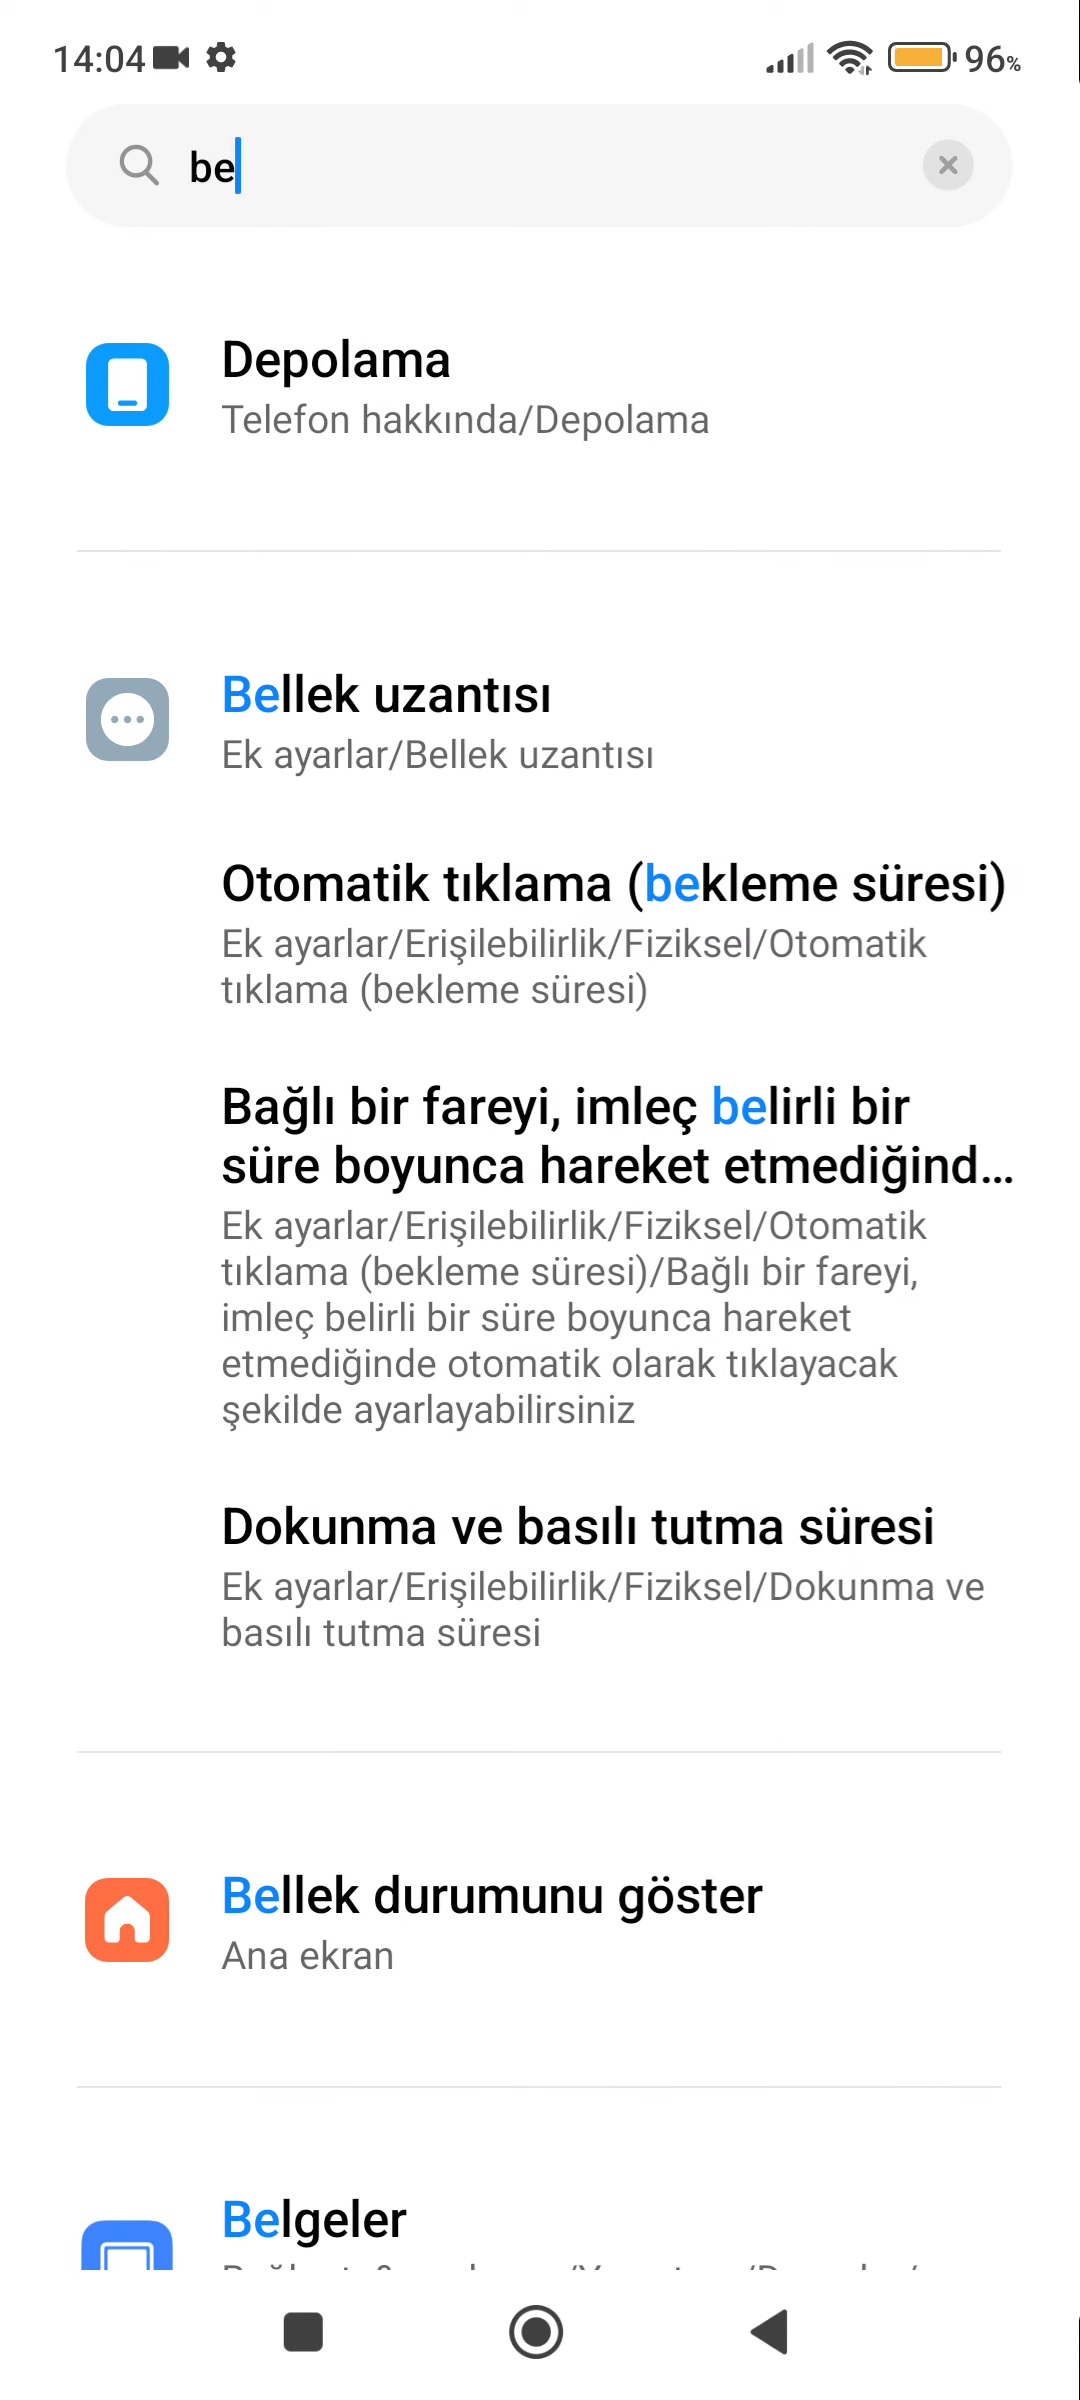 14:04
96%
be
Depolama
Telefon hakkında/Depolama
Bellek uzantısı
Ek ayarlar/Bellek uzantısı
Otomatik tıklama (bekleme süresi)
Ek ayarlar/Erişilebilirlik/Fiziksel/Otomatik
tıklama (bekleme süresi)
Bağlı bir fareyi, imleç belirli bir
süre boyunca hareket etmediğind...
Ek ayarlar/Erişilebilirlik/Fiziksel/Otomatik
tıklama (bekleme süresi)/Bağlı bir fareyi,
imleç belirli bir süre boyunca hareket
etmediğinde otomatik olarak tıklayacak
şekilde ayarlayabilirsiniz
Dokunma ve basılı tutma süresi
Ek ayarlar/Erişilebilirlik/Fiziksel/Dokunma ve
basılı tutma süresi
Bellek durumunu göster
Ana ekran
Belgeler